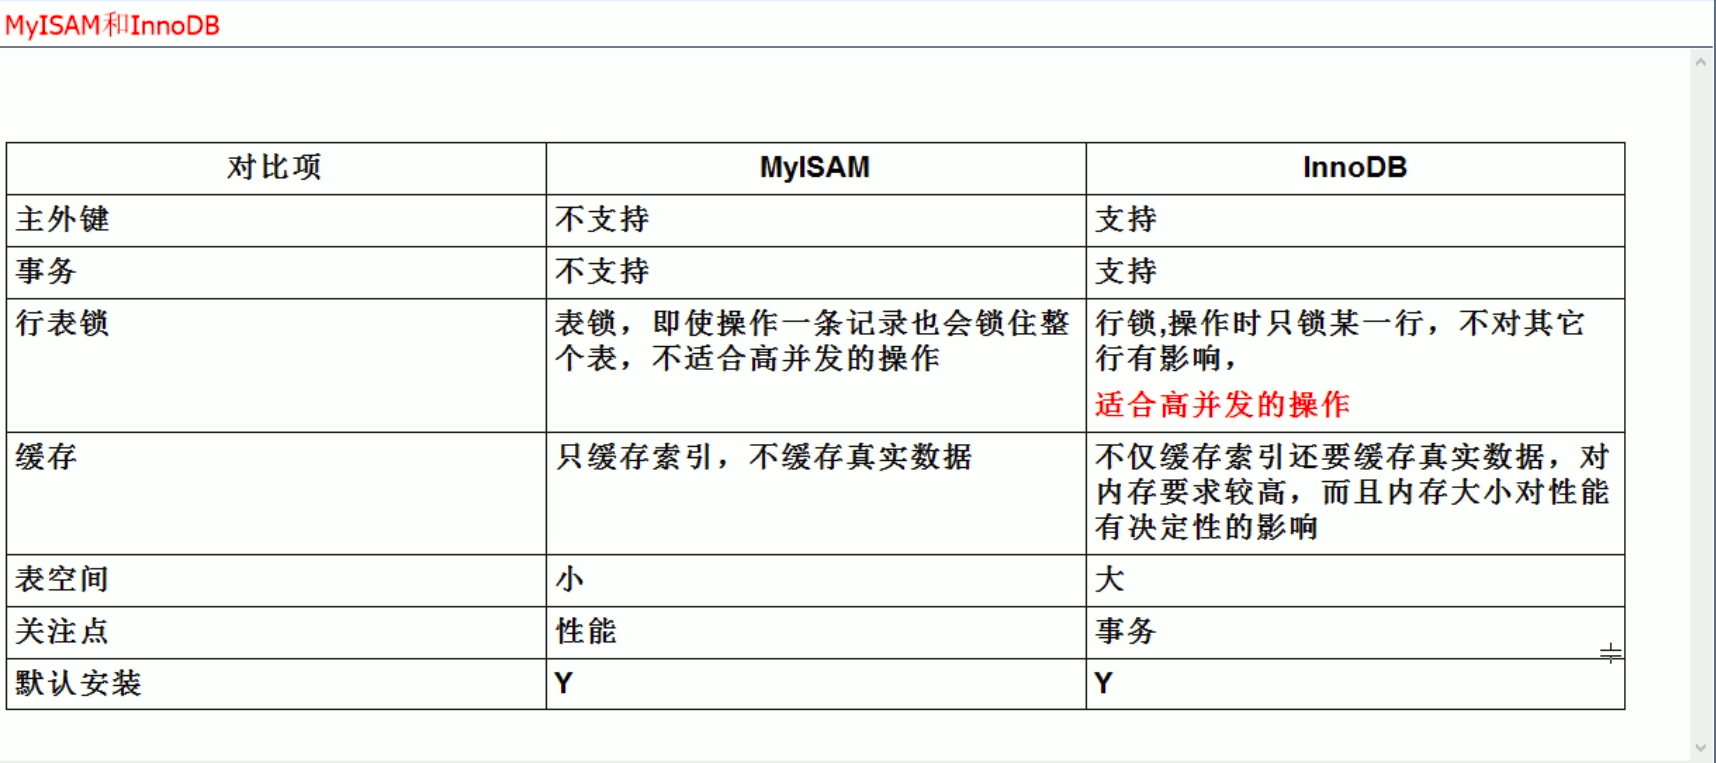 MyISAM和InnoDB
对比项 MyISAM InnoDB
主外键 不支持 支持
事务 不支持 支持
行表锁
表锁，即使操作一条记录也会锁住整
个表，不适合高并发的操作
行锁,操作时只锁某一行，不对其它
行有影响，
适合高并发的操作
缓存
只缓存索引，不缓存真实数据
不仅缓存索引还要缓存真实数据，对
内存要求较高，而且内存大小对性能
有决定性的影响
表空间 小 大
关注点 性能 事务
默认安装 Y Y